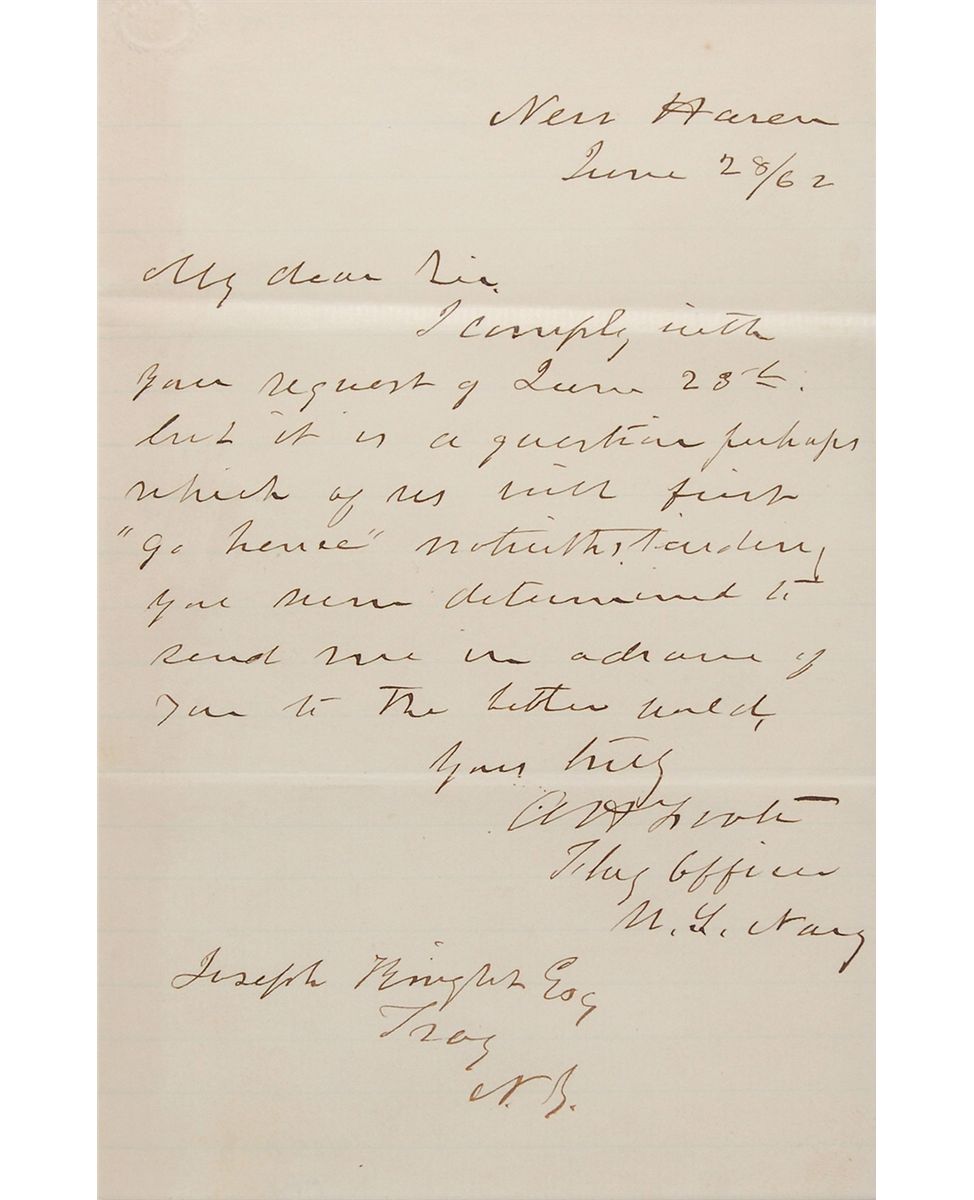 New Haven
June 28/62
My dear Sir.
I comply with
your request of June 23th.
but it is a question perhaps
which of us will first
"go hence" notwithstanding
you seem determined to
send me in advance of
you to the better world,
Yours truly
A H Foote
Flag Officer
U.S. Navy
Joseph Knight Esq
Troy
N.Y.